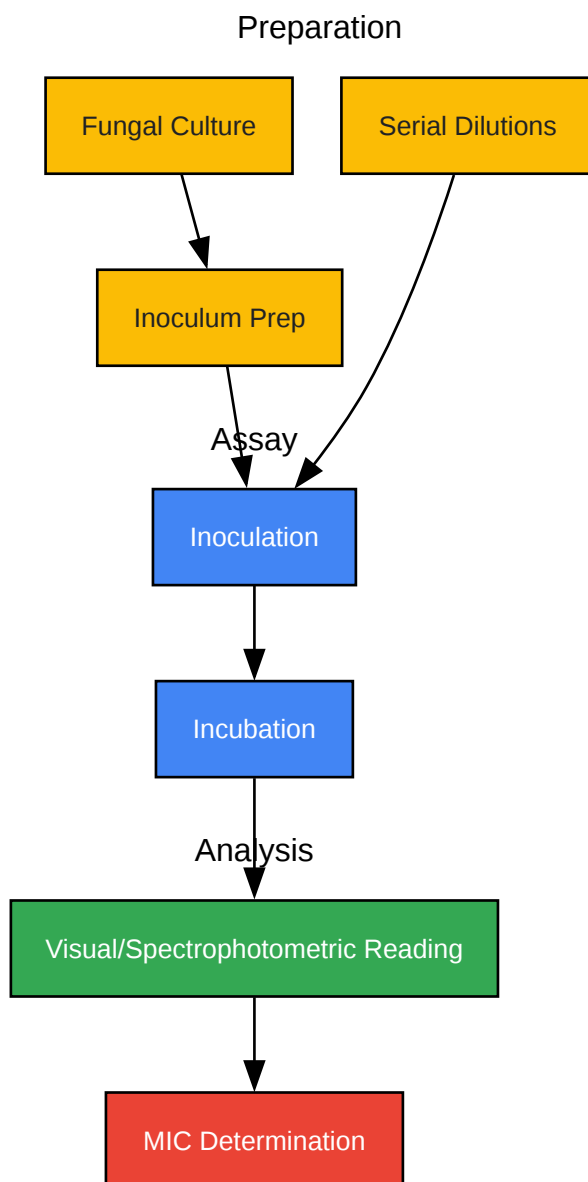 Preparation
Fungal Culture
Serial Dilutions
Inoculum Prep
Assay
Inoculation
Incubation
Analysis
Visual/Spectrophotometric Reading
MIC Determination